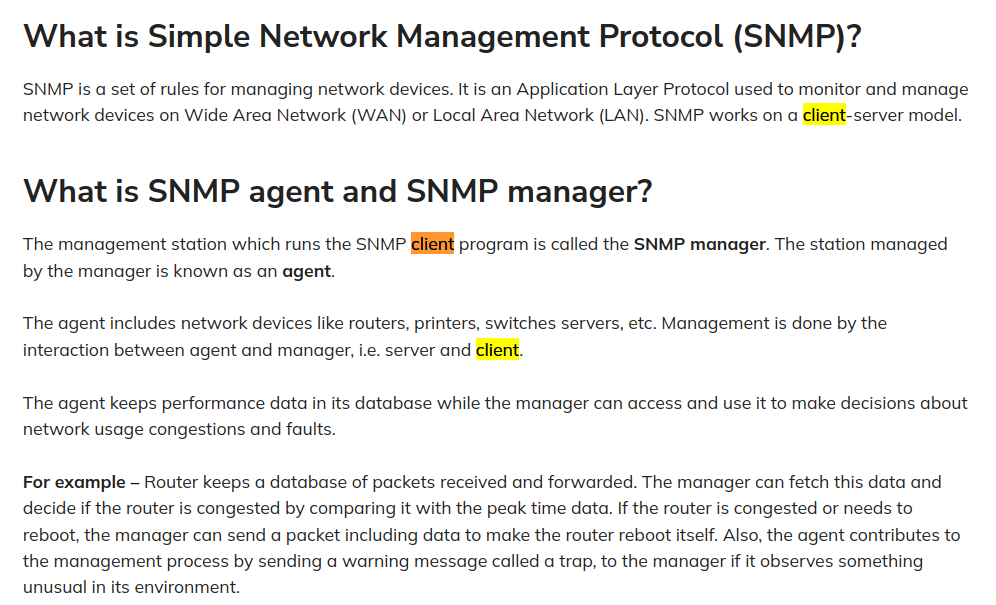 What is Simple Network Management Protocol (SNMP)?
SNMP is a set of rules for managing network devices. It is an Application Layer Protocol used to monitor and manage
network devices on Wide Area Network (WAN) or Local Area Network (LAN). SNMP works on a client-server model.
What is SNMP agent and SNMP manager?
The management station which runs the SNMP client program is called the SNMP manager. The station managed
by the manager is known as an agent.
The agent includes network devices like routers, printers, switches servers, etc. Management is done by the
interaction between agent and manager, i.e. server and client.
The agent keeps performance data in its database while the manager can access and use it to make decisions about
network usage congestions and faults.
For example – Router keeps a database of packets received and forwarded. The manager can fetch this data and
decide if the router is congested by comparing it with the peak time data. If the router is congested or needs to
reboot, the manager can send a packet including data to make the router reboot itself. Also, the agent contributes to
the management process by sending a warning message called a trap, to the manager if it observes something
unusual in its environment.